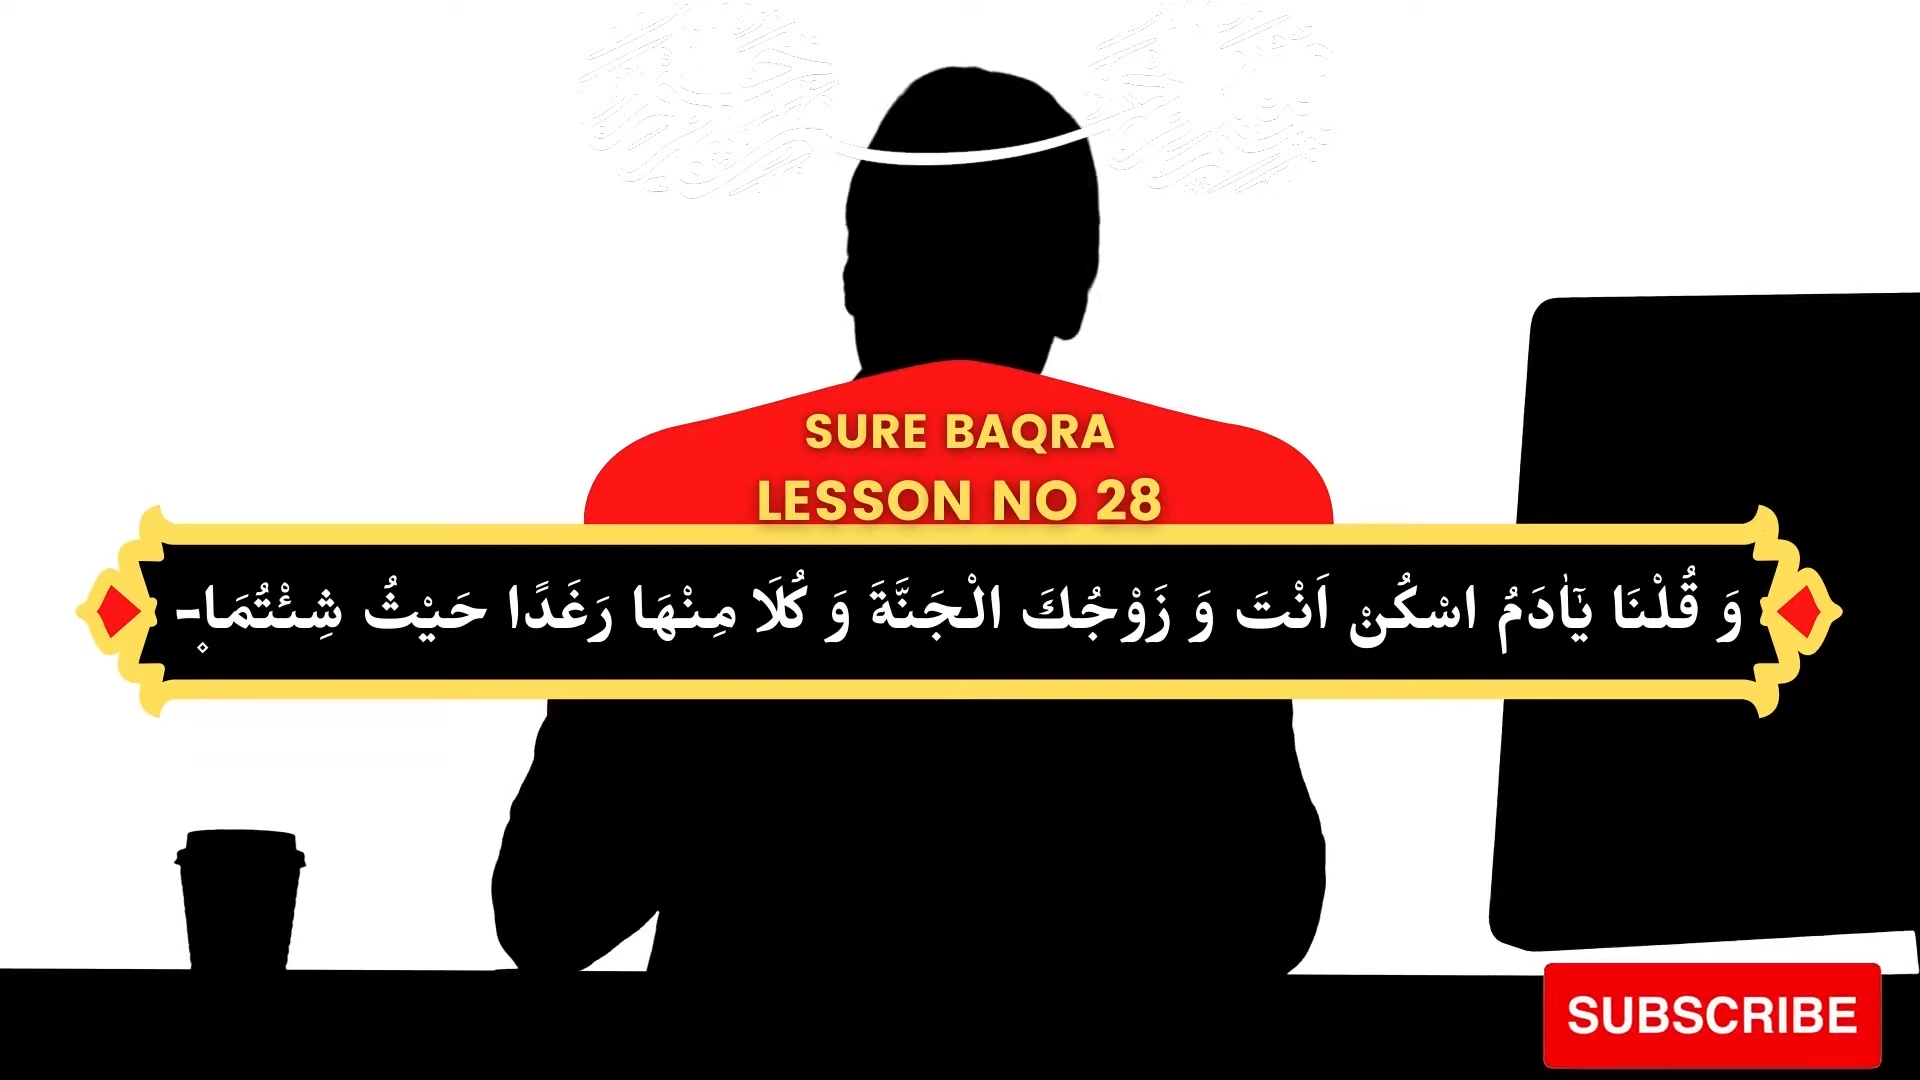 SURE BAQRA
LESSON NO 28
وَ قُلْنَا یٰۤاٰدَمُ اسْكُنْ اَنْتَ وَ زَوْجُكَ الْجَنَّةَ وَ كُلَا مِنْهَا رَغَدًا حَیْثُ شِئْتُمَا۪-
SUBSCRIBE